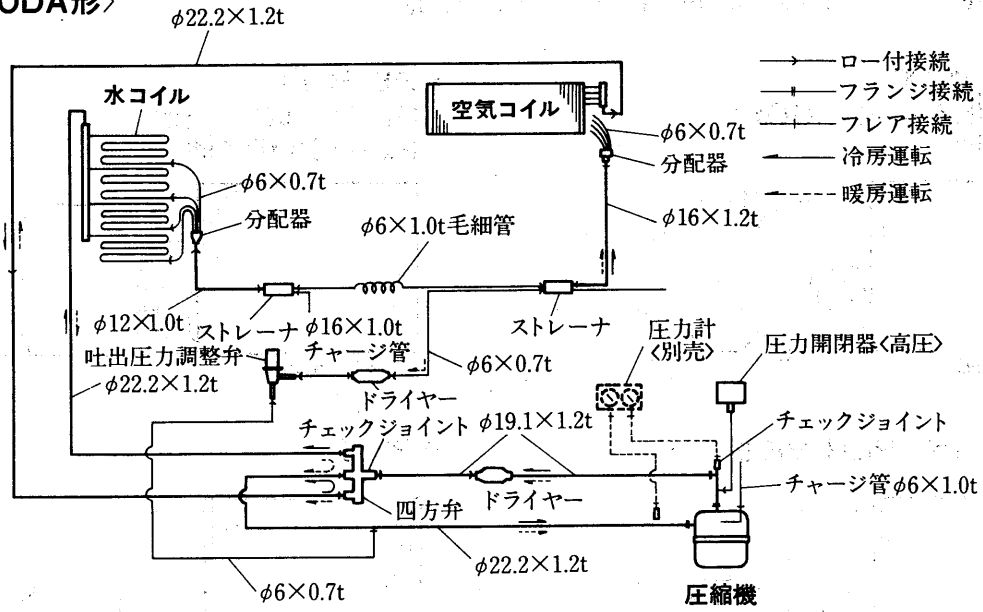 ODA形〉
φ22.2×1.2t
水コイル
空気コイル
ロー付接続
フランジ接続
フレア接続
冷房運転
暖房運転
φ6×0.7t
分配器
φ6×0.7t
分配器
φ16×1.2t
φ6×1.0t毛細管
φ12×1.0t
ストレーナ
φ16×1.0t
チャージ管
ストレーナ
φ6×0.7t
圧力計
〈別売〉
圧力開閉器〈高圧〉
吐出圧力調整弁
φ22.2×1.2t
ドライヤー
チェックジョイント
φ19.1×1.2t
チェックジョイント
ドライヤー
四方弁
チャージ管φ6×1.0t
φ22.2×1.2t
φ6×0.7t
圧縮機